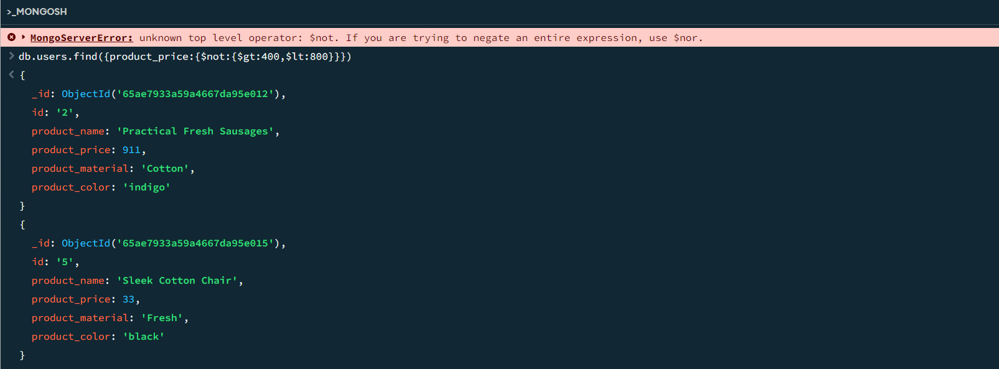 >_MONGOSH
MongoServerError: unknown top level operator: $not. If you are trying to negate an entire expression, use $nor.
> db.users.find({product_price:{$not:{$gt:400,$lt:800}}})
< {
_id: ObjectId('65ae7933a59a4667da95e012'),
id: '2',
product_name: 'Practical Fresh Sausages',
product_price: 911,
product_material: 'Cotton',
product_color: 'indigo'
}
{
_id: ObjectId('65ae7933a59a4667da95e015'),
id: '5',
product_name: 'Sleek Cotton Chair',
product_price: 33,
product_material: 'Fresh',
product_color: 'black'
}